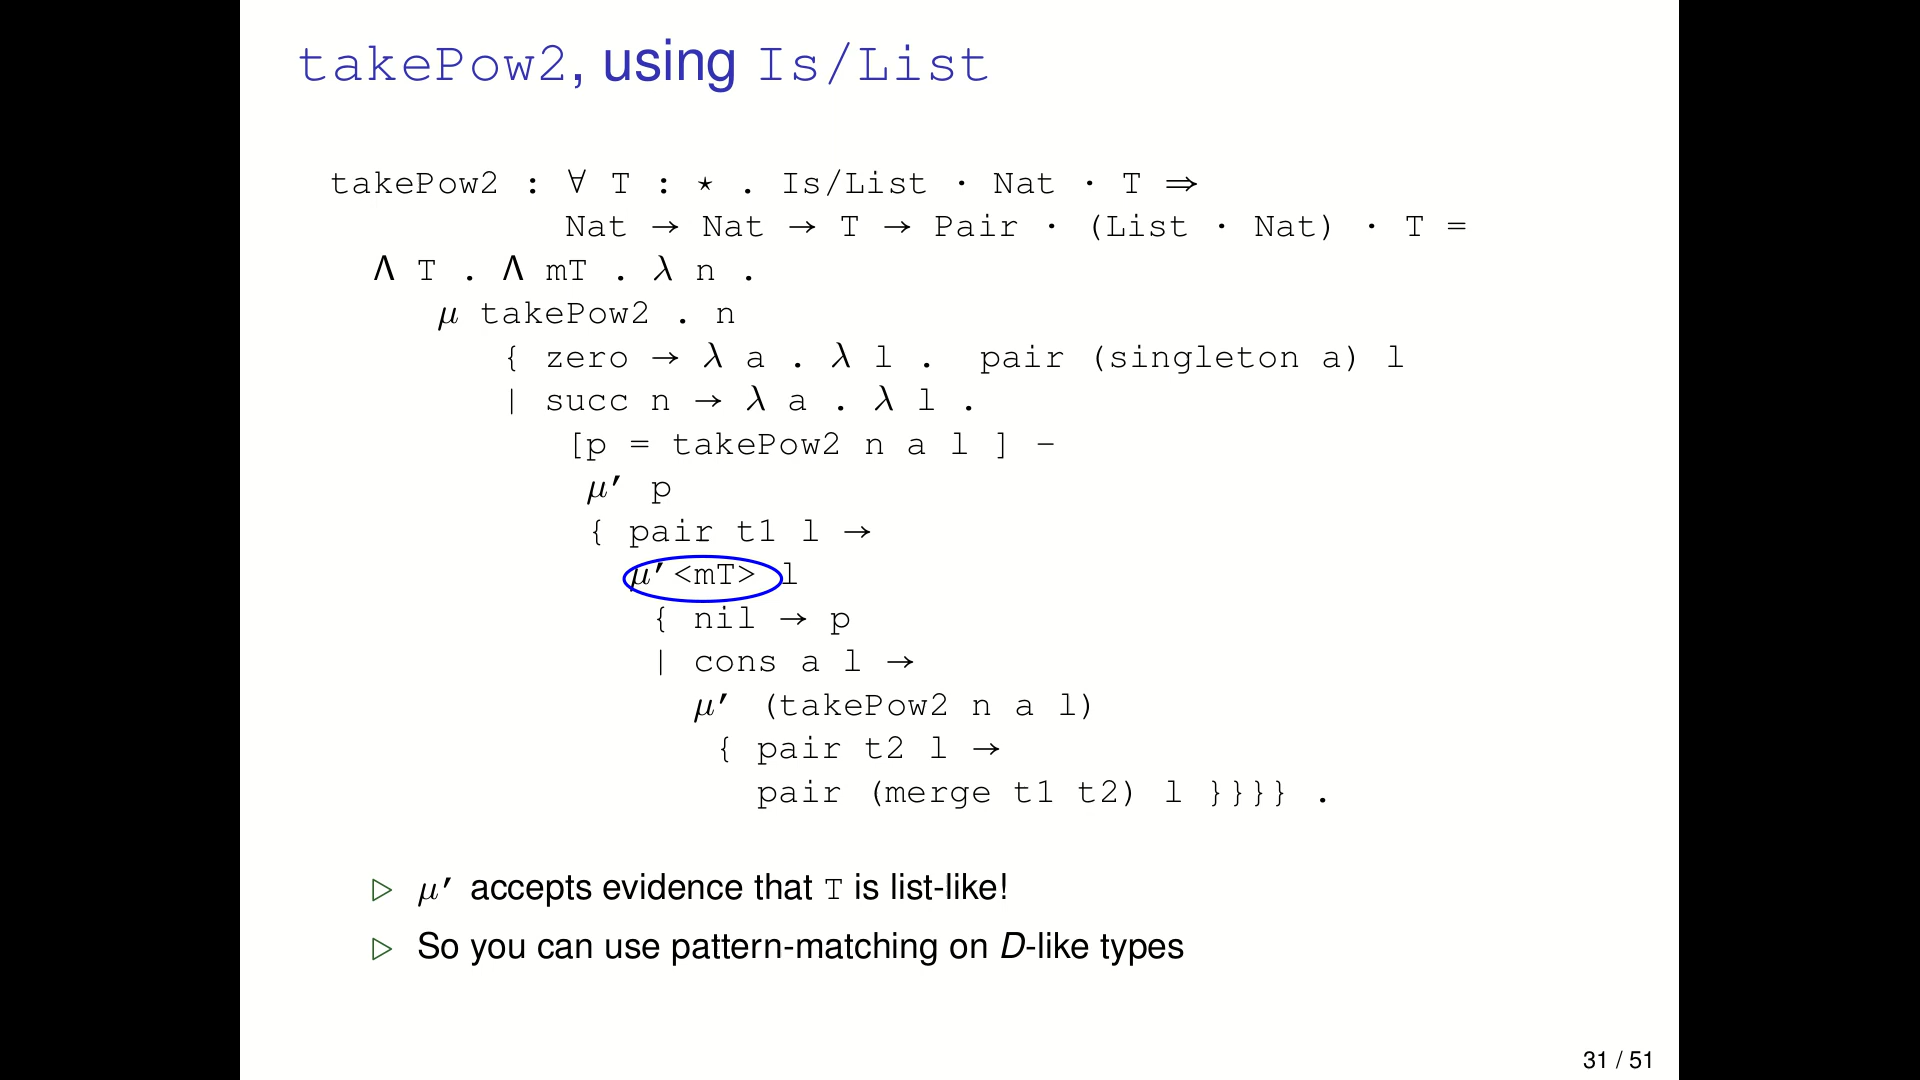 takePow2, using Is/List
takePow2 : ∀ T : ⋆ . Is/List · Nat · T ⇒
Nat → Nat → T → Pair · (List · Nat) · T =
Λ T . Λ mT . λ n .
μ takePow2 . n
{ zero → λ a . λ l . pair (singleton a) l
| succ n → λ a . λ l .
[p = takePow2 n a l ] -
μ′ p
{ pair t1 l →
μ′<mT> l
{ nil → p
| cons a l →
μ′ (takePow2 n a l)
{ pair t2 l →
pair (merge t1 t2) l }}}} .
▷ μ′ accepts evidence that T is list-like!
▷ So you can use pattern-matching on D-like types
31 / 51